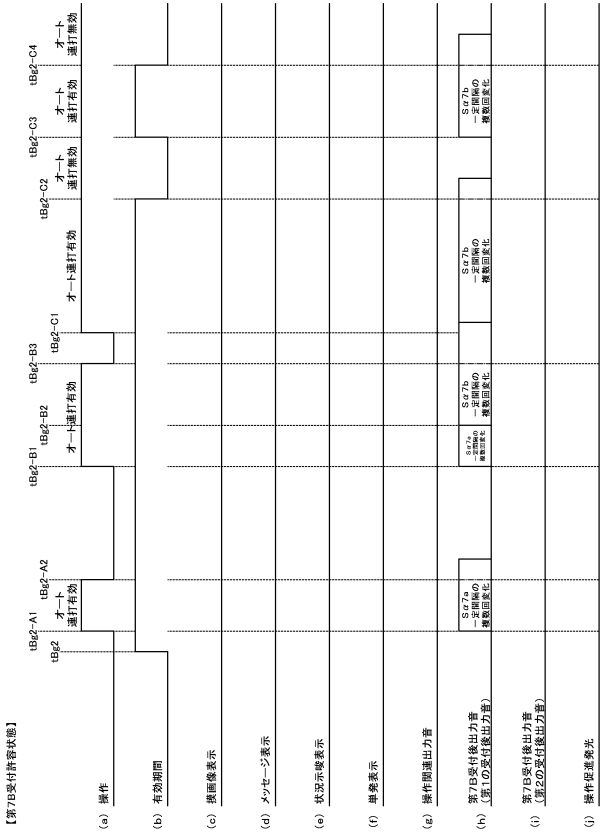 【第7B受付許容状態】
tBg2
tBg2-A1
tBg2-A2
tBg2-B1
tBg2-B2
tBg2-B3
tBg2-C1
tBg2-C2
tBg2-C3
tBg2-C4
(a) 操作
オート
連打有効
オート連打有効
オート連打有効
オート
連打無効
オート
連打有効
オート
連打無効
(b) 有効期間
(c) 摸画像表示
(d) メッセージ表示
(e) 状況示唆表示
(f) 単発表示
(g) 操作関連出力音
(h) 第7B受付後出力音
(第1の受付後出力音)
Sα7a
一定間隔の
複数回変化
Sα7a
一定間隔の
複数回変化
Sα7b
一定間隔の
複数回変化
Sα7b
一定間隔の
複数回変化
Sα7b
一定間隔の
複数回変化
(i) 第7B受付後出力音
(第2の受付後出力音)
(j) 操作促進発光